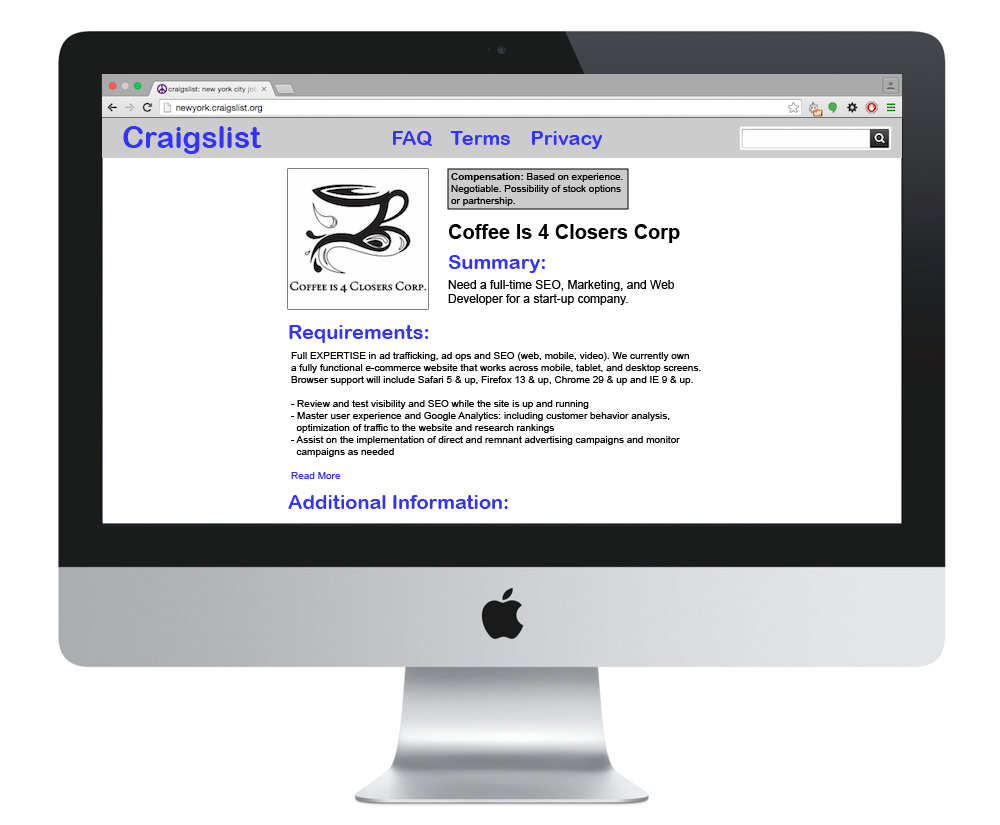 craigslist: new york city jo
newyork.craigslist.org
Craigslist
FAQ Terms Privacy
Compensation: Based on experience.
Negotiable. Possibility of stock options
or partnership.
Coffee Is 4 Closers Corp
Summary:
Need a full-time SEO, Marketing, and Web
Developer for a start-up company.
COFFEE IS 4 CLOSERS CORP.
Requirements:
Full EXPERTISE in ad trafficking, ad ops and SEO (web, mobile, video). We currently own
a fully functional e-commerce website that works across mobile, tablet, and desktop screens.
Browser support will include Safari 5 & up, Firefox 13 & up, Chrome 29 & up and IE 9 & up.
- Review and test visibility and SEO while the site is up and running
- Master user experience and Google Analytics: including customer behavior analysis,
optimization of traffic to the website and research rankings
- Assist on the implementation of direct and remnant advertising campaigns and monitor
campaigns as needed
Read More
Additional Information: